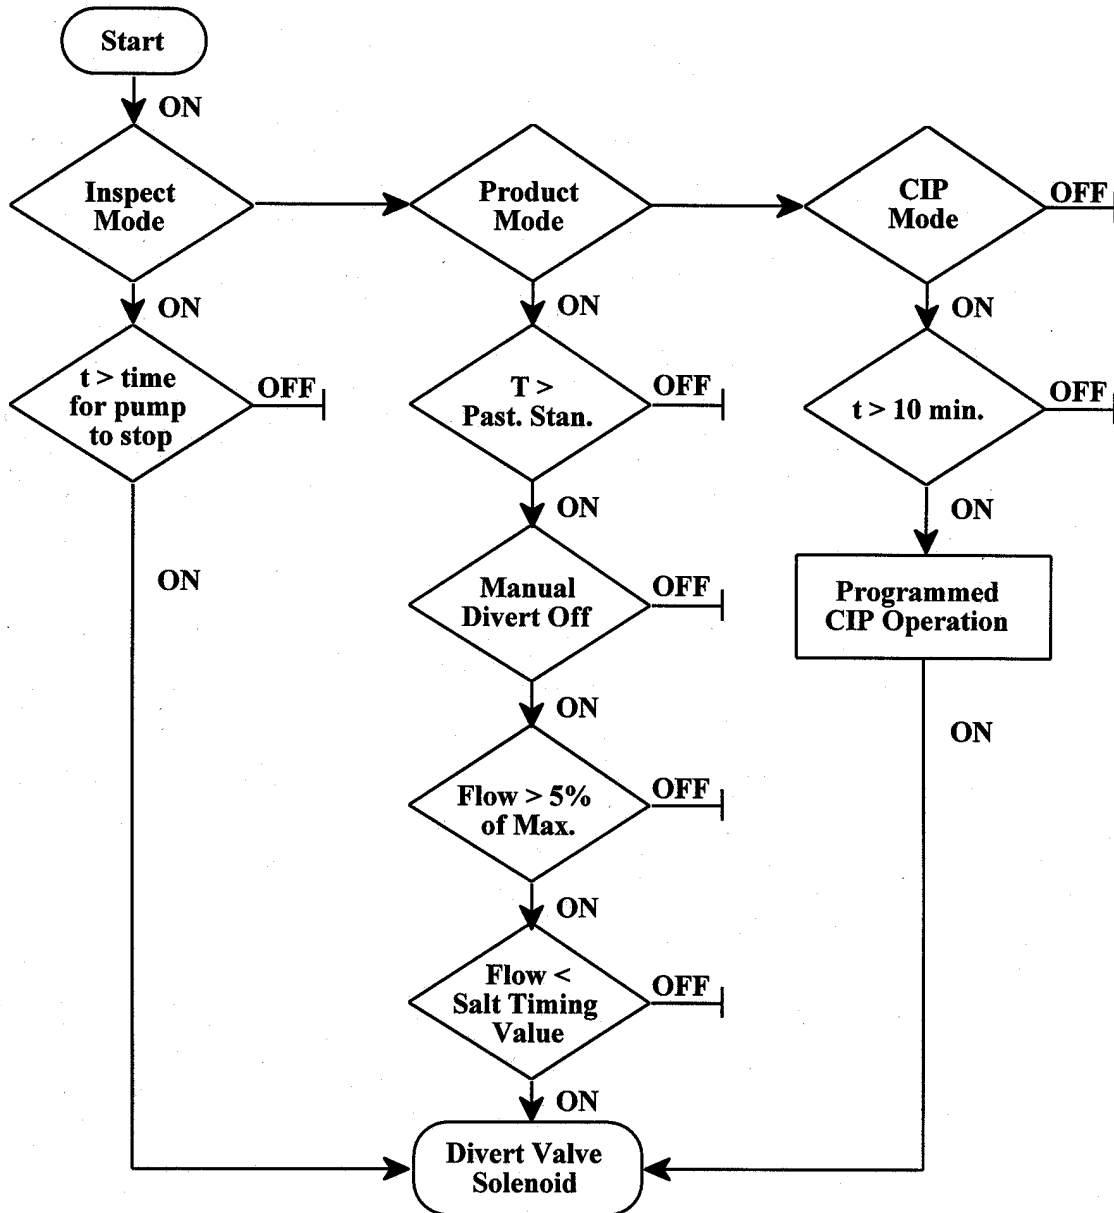 Start
ON
Inspect
Mode
Product
Mode
CIP
Mode
OFF
ON
ON
ON
t > time
for pump
to stop
OFF
T >
Past. Stan.
OFF
t > 10 min.
OFF
ON
ON
ON
Manual
Divert Off
OFF
Programmed
CIP Operation
ON
ON
Flow > 5%
of Max.
OFF
ON
Flow <
Salt Timing
Value
OFF
ON
Divert Valve
Solenoid